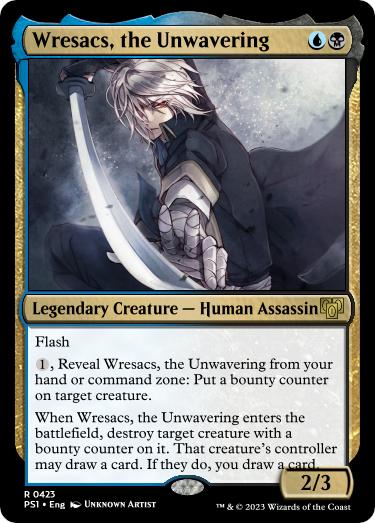 Wresacs, the Unwavering
Legendary Creature — Human Assassin
Flash
1, Reveal Wresacs, the Unwavering from your
hand or command zone: Put a bounty counter
on target creature.
When Wresacs, the Unwavering enters the
battlefield, destroy target creature with a
bounty counter on it. That creature's controller
may draw a card. If they do, you draw a card.
2/3
R 0423
PS1 • Eng Unknown Artist
™ & © 2023 Wizards of the Coast